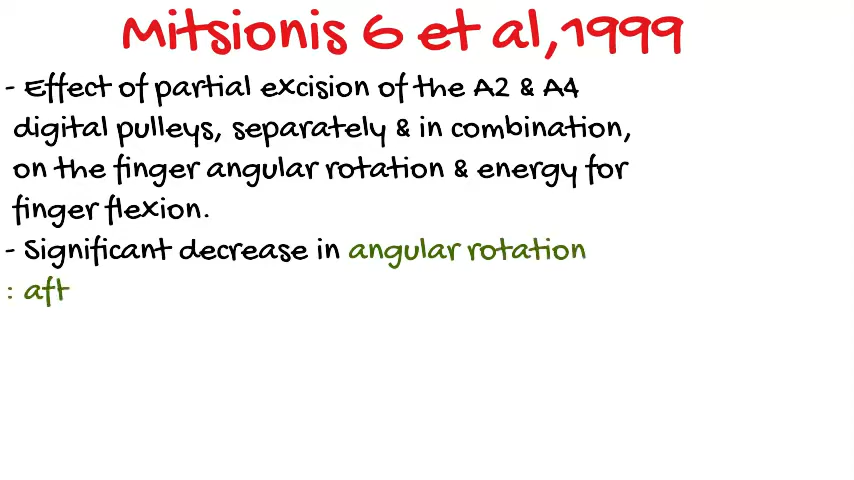 Mitsionis G et al,1999
- Effect of partial excision of the A2 & A4
digital pulleys, separately & in combination,
on the finger angular rotation & energy for
finger flexion.
- Significant decrease in angular rotation
: aft